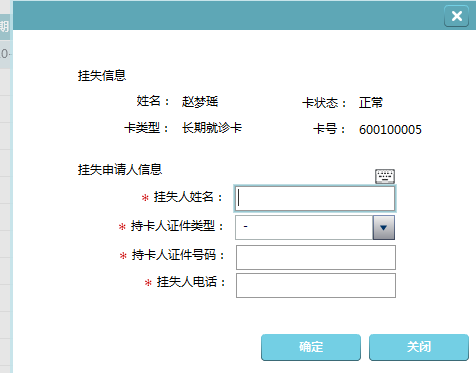 期
0-
挂失信息
姓名： 赵梦瑶 卡状态： 正常
卡类型： 长期就诊卡 卡号： 600100005
挂失申请人信息
* 挂失人姓名：
* 持卡人证件类型： -
* 持卡人证件号码：
* 挂失人电话：
确定 关闭